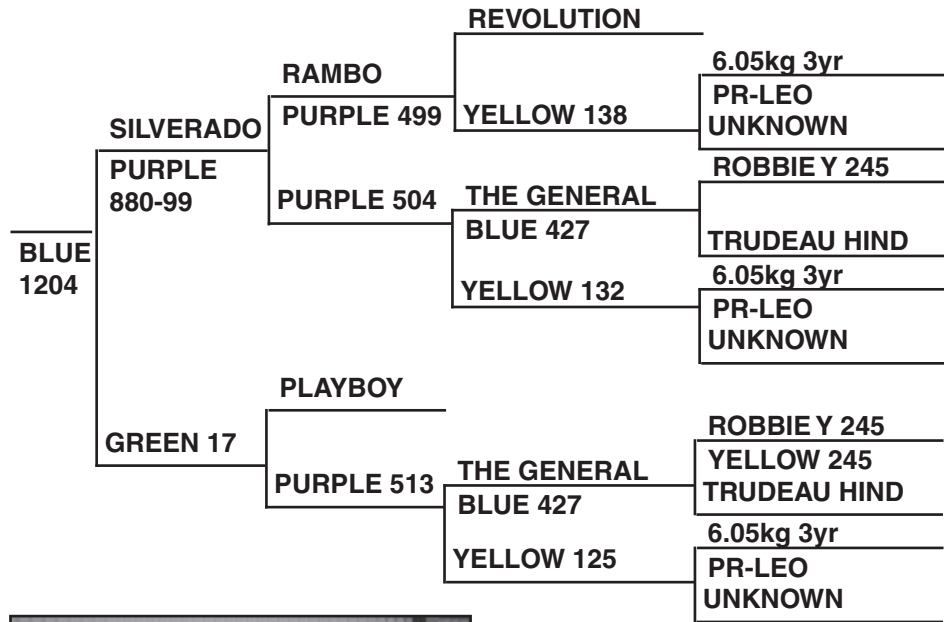 REVOLUTION
6.05kg 3yr
RAMBO
PURPLE 499
YELLOW 138
PR-LEO
UNKNOWN
SILVERADO
PURPLE
880-99
ROBBIE Y 245
PURPLE 504
THE GENERAL
BLUE 427
TRUDEAU HIND
BLUE
1204
6.05kg 3yr
YELLOW 132
PR-LEO
UNKNOWN
PLAYBOY
GREEN 17
ROBBIE Y 245
PURPLE 513
THE GENERAL
YELLOW 245
BLUE 427
TRUDEAU HIND
6.05kg 3yr
YELLOW 125
PR-LEO
UNKNOWN